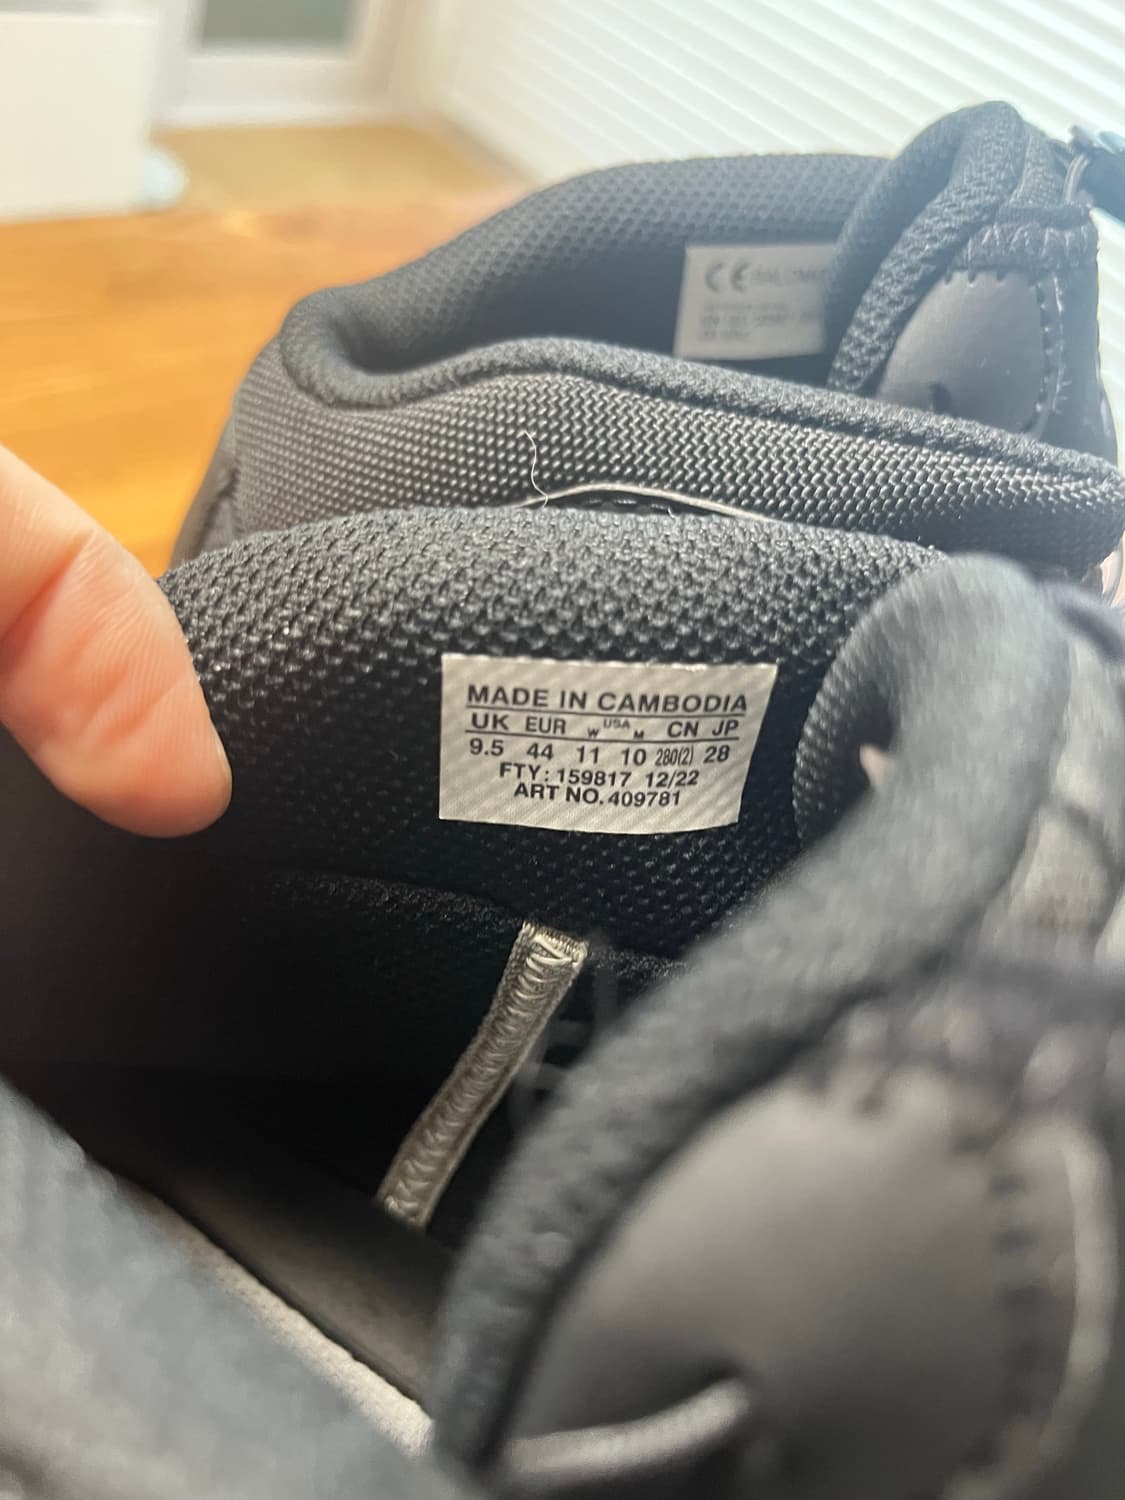 CE
MADE IN CAMBODIA
UK EUR W USA M CN JP
9.5 44 11 10 280(2) 28
FTY: 159817 12/22
ART NO. 409781